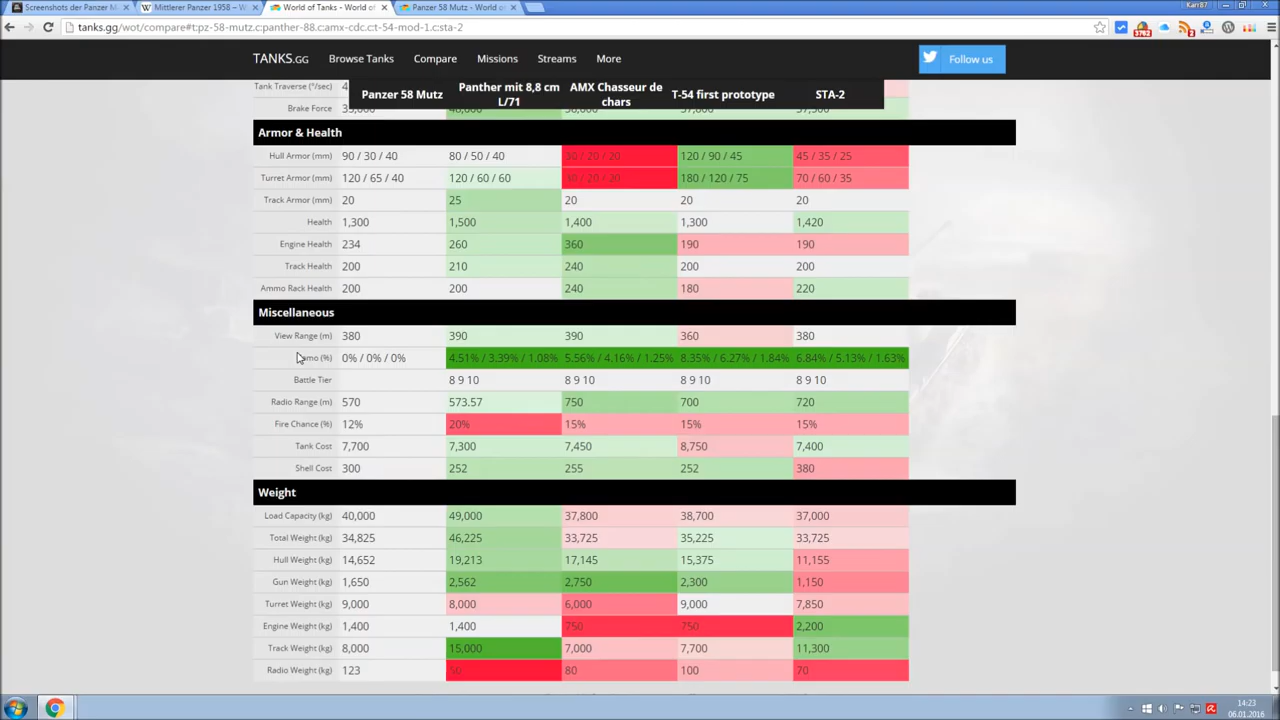 Screenshots der Panzer M
Mittlerer Panzer 1958 – W
World of Tanks - World o
Panzer 58 Mutz - World o
Karr87
tanks.gg/wot/compare#t:pz-58-mutz.c:panther-88.c:amx-cdc.c:t-54-mod-1.c:sta-2
TANKS.GG Browse Tanks Compare Missions Streams More Follow us
Panzer 58 Mutz Panther mit 8,8 cm L/71 AMX Chasseur de chars T-54 first prototype STA-2
Tank Traverse (°/sec)
Brake Force
Armor & Health
Hull Armor (mm) 90 / 30 / 40 80 / 50 / 40 30 / 20 / 20 120 / 90 / 45 45 / 35 / 25
Turret Armor (mm) 120 / 65 / 40 120 / 60 / 60 30 / 20 / 20 180 / 120 / 75 70 / 60 / 35
Track Armor (mm) 20 25 20 20 20
Health 1,300 1,500 1,400 1,300 1,420
Engine Health 234 260 360 190 190
Track Health 200 210 240 200 200
Ammo Rack Health 200 200 240 180 220
Miscellaneous
View Range (m) 380 390 390 360 380
(%) 0% / 0% / 0% 4.51% / 3.39% / 1.08% 5.56% / 4.16% / 1.25% 8.35% / 6.27% / 1.84% 6.84% / 5.13% / 1.63%
Battle Tier 8 9 10 8 9 10 8 9 10 8 9 10
Radio Range (m) 570 573.57 750 700 720
Fire Chance (%) 12% 20% 15% 15% 15%
Tank Cost 7,700 7,300 7,450 8,750 7,400
Shell Cost 300 252 255 252 380
Weight
Load Capacity (kg) 40,000 49,000 37,800 38,700 37,000
Total Weight (kg) 34,825 46,225 33,725 35,225 33,725
Hull Weight (kg) 14,652 19,213 17,145 15,375 11,155
Gun Weight (kg) 1,650 2,562 2,750 2,300 1,150
Turret Weight (kg) 9,000 8,000 6,000 9,000 7,850
Engine Weight (kg) 1,400 1,400 750 750 2,200
Track Weight (kg) 8,000 15,000 7,000 7,700 11,300
Radio Weight (kg) 123 80 100 70
14:23
06.01.2016